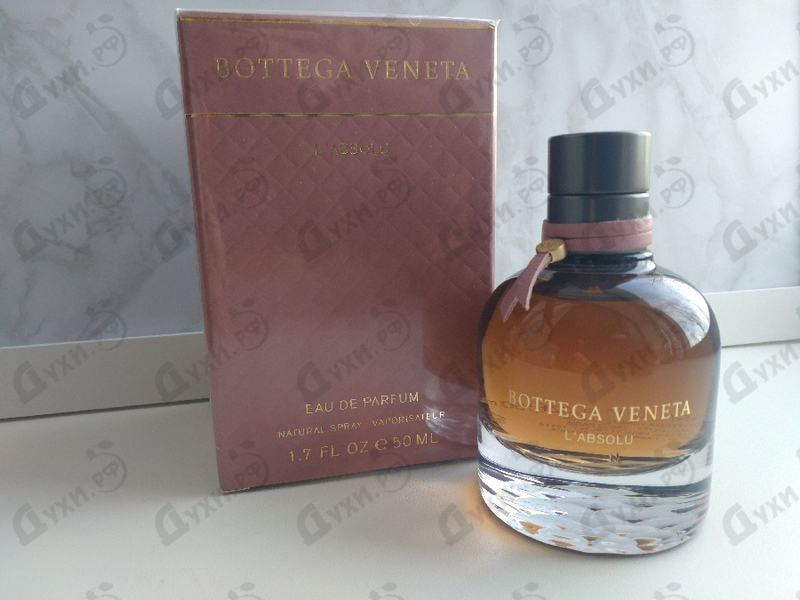 BOTTEGA VENETA
L'ABSOLU
EAU DE PARFUM
NATURAL SPRAY - VAPORISATEUR
1.7 FL OZ ℮ 50 ML
BOTTEGA VENETA
L'ABSOLU
Духи.РФ